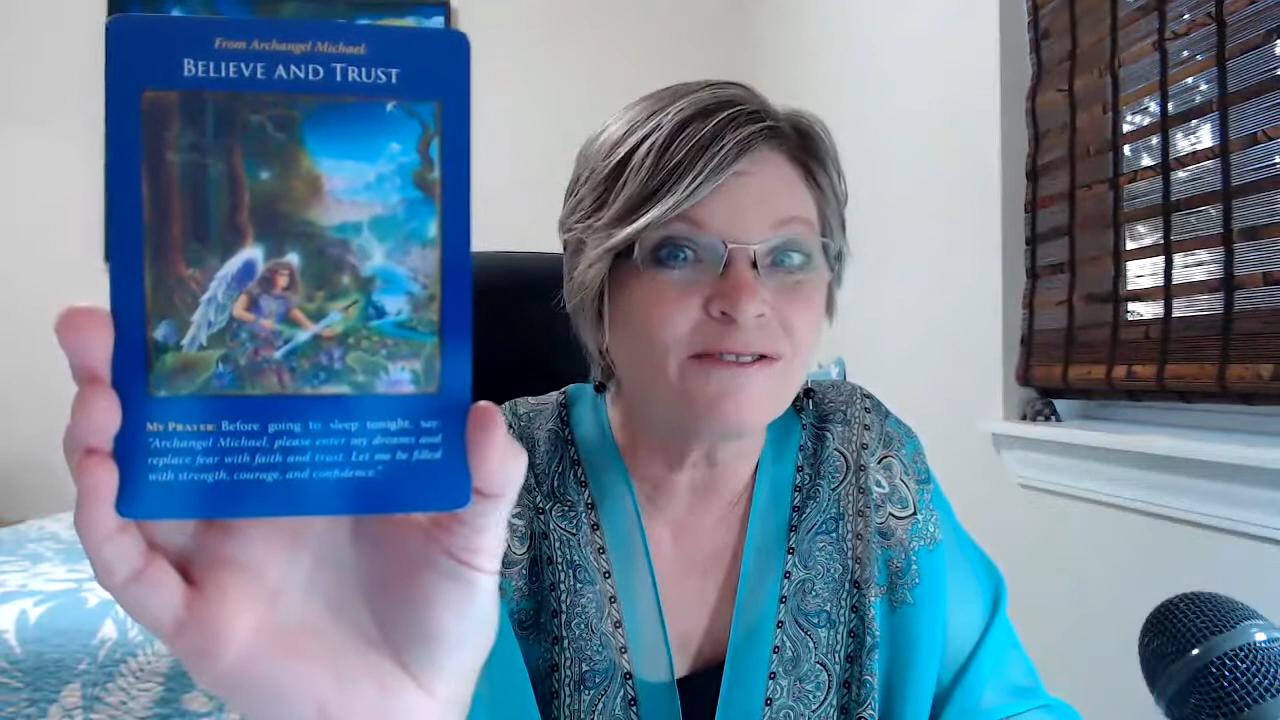 From Archangel Michael:
BELIEVE AND TRUST
MY PRAYER: Before going to sleep tonight, say:
"Archangel Michael, please enter my dreams and
replace fear with faith and trust. Let me be filled
with strength, courage, and confidence."